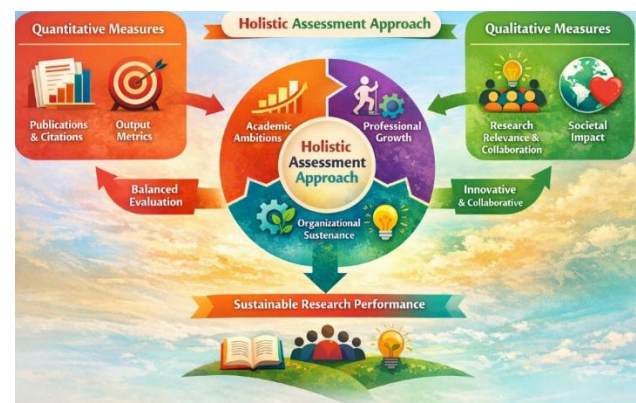 Holistic Assessment Approach
Quantitative Measures
Publications
& Citations
Output
Metrics
Qualitative Measures
Research
Relevance &
Collaboration
Societal
Impact
Academic
Ambitions
Professional
Growth
Holistic
Assessment
Approach
Organizational
Sustenance
Balanced
Evaluation
Innovative
& Collaborative
Sustainable Research Performance